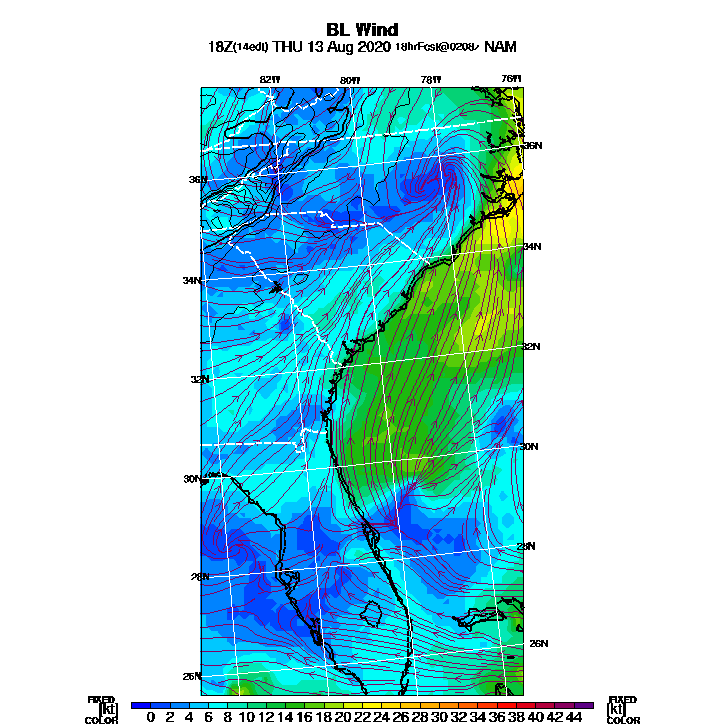 BL Wind
18Z(14edt) THU 13 Aug 2020 18hrFcst@0208z NAM
82W 80W 78W 76W
36N
36N
34N
34N
32N
32N
30N
30N
28N
28N
26N
26N
FIXED FIXED
[kt] 0 2 4 6 8 10 12 14 16 18 20 22 24 26 28 30 32 34 36 38 40 42 44 [kt]
COLOR COLOR